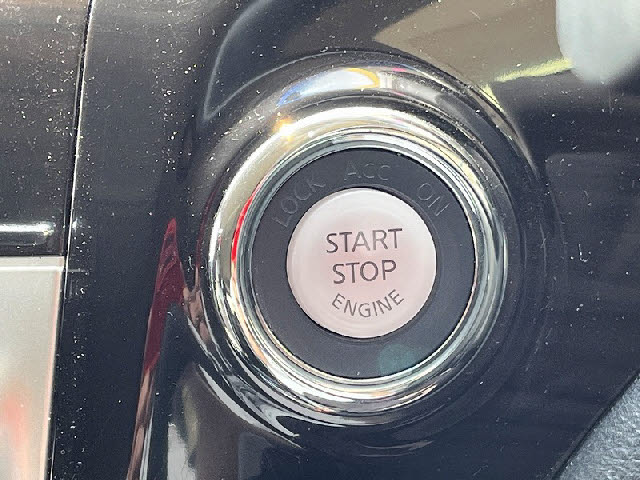 LOCK ACC ON
START
STOP
ENGINE